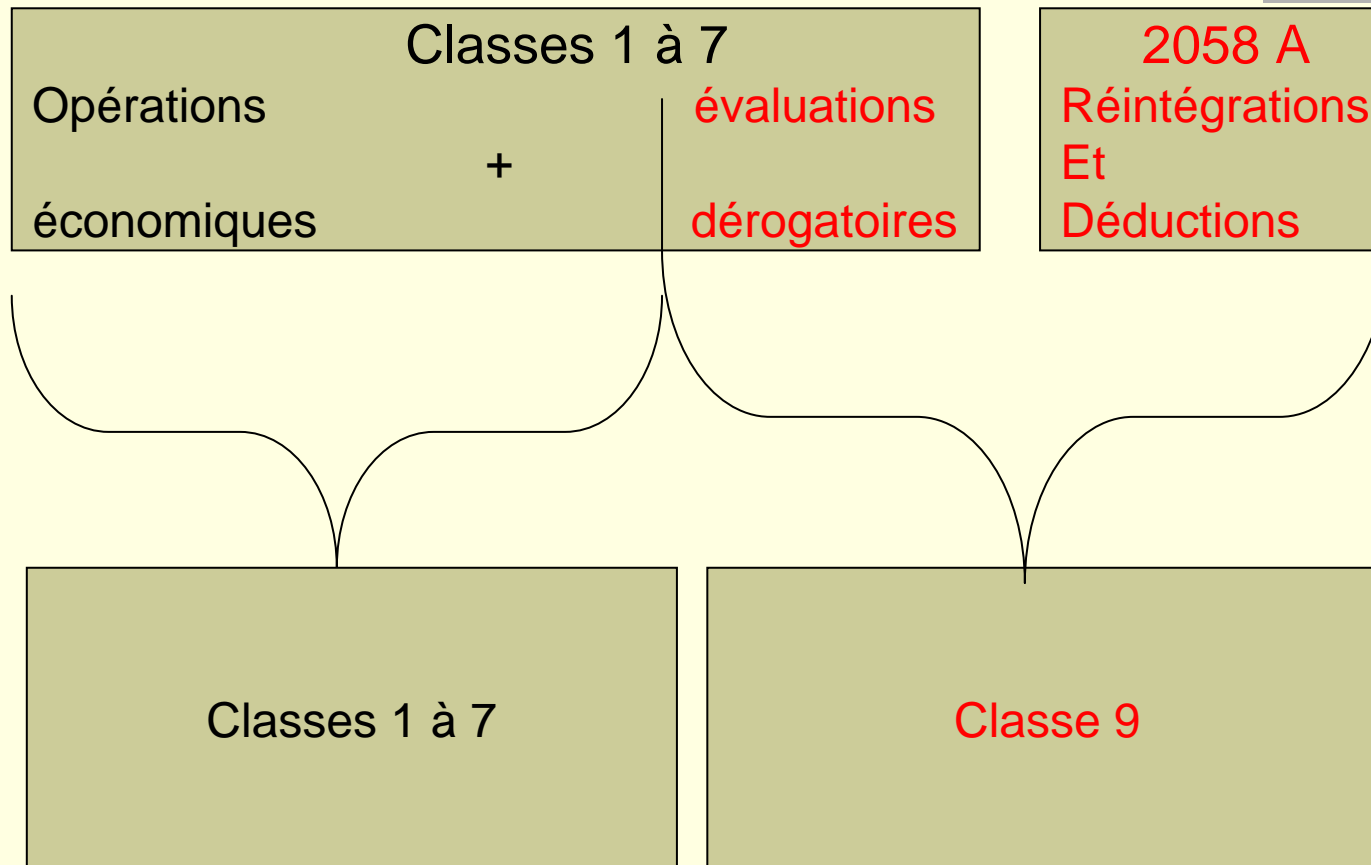 Classes 1 à 7
Opérations évaluations
+
économiques dérogatoires
2058 A
Réintégrations
Et
Déductions
Classes 1 à 7
Classe 9